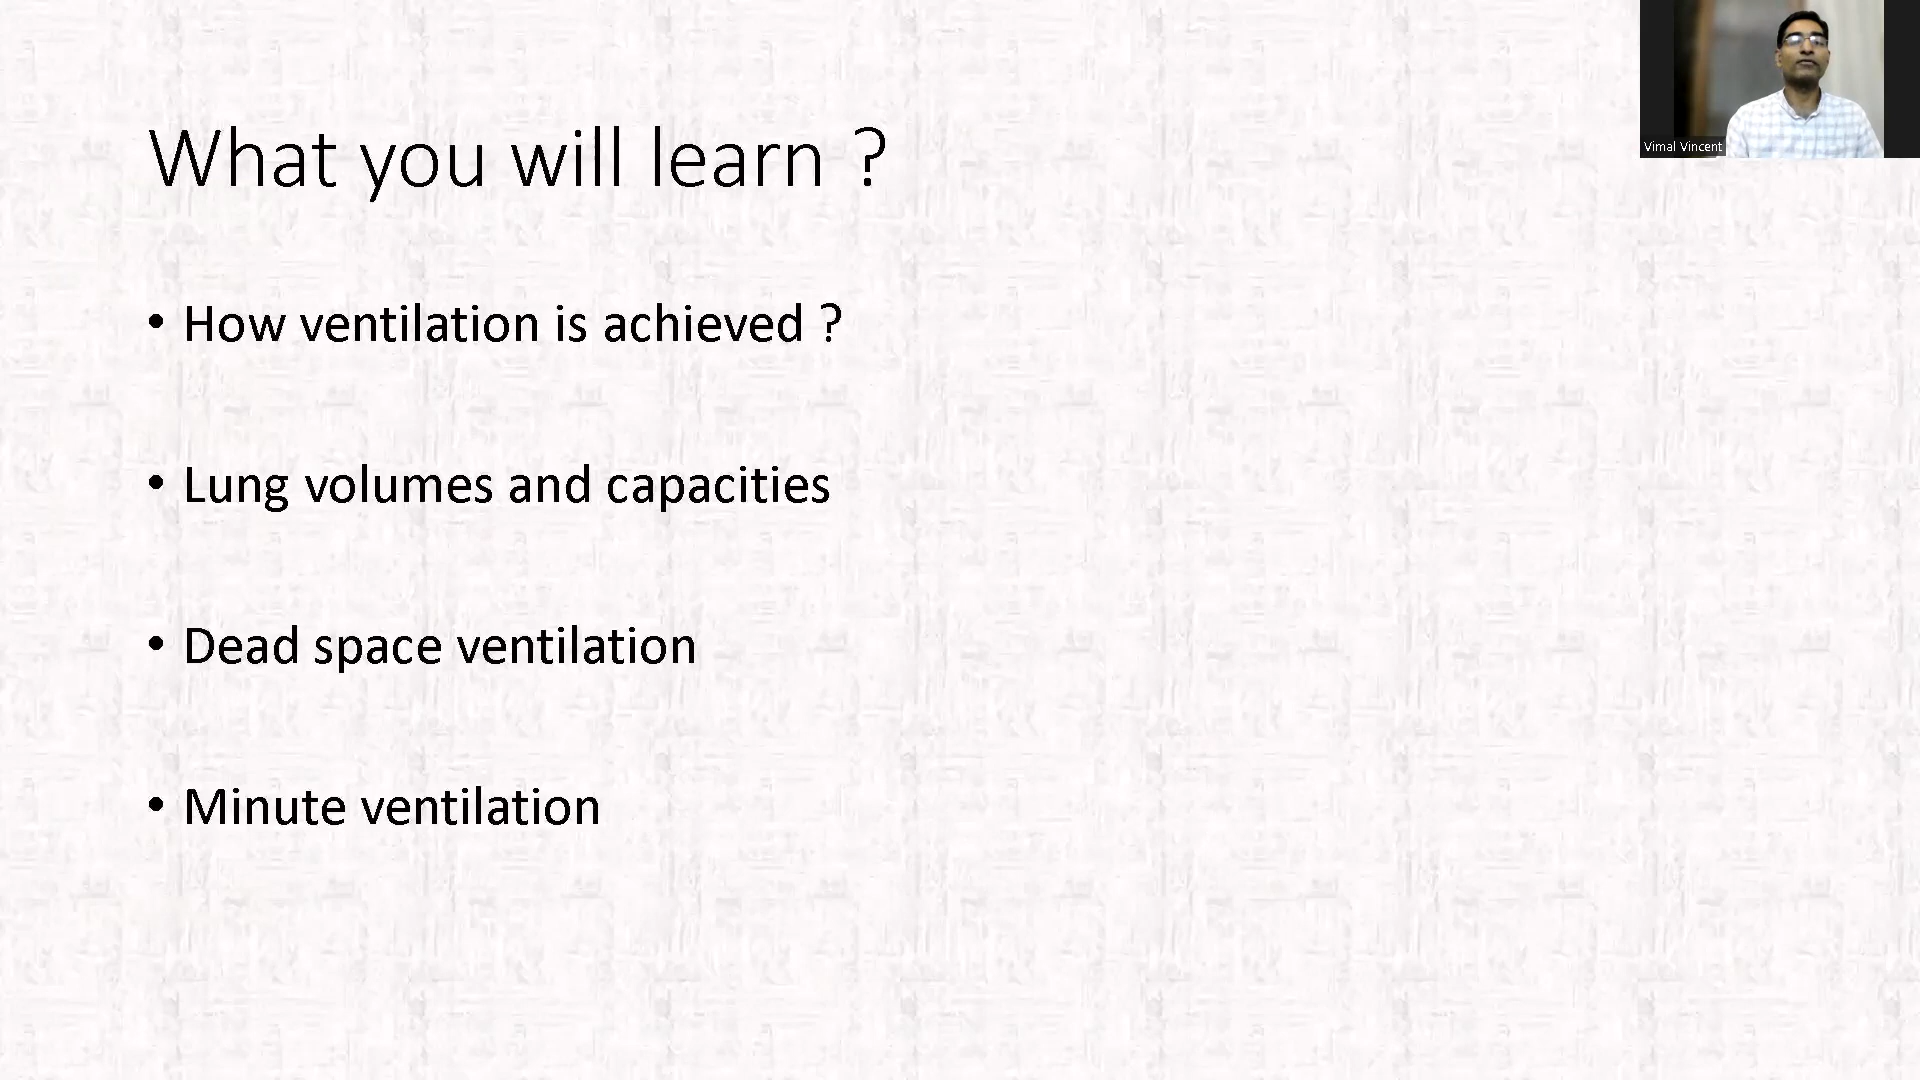 What you will learn ?
• How ventilation is achieved ?
• Lung volumes and capacities
• Dead space ventilation
• Minute ventilation
Vimal Vincent